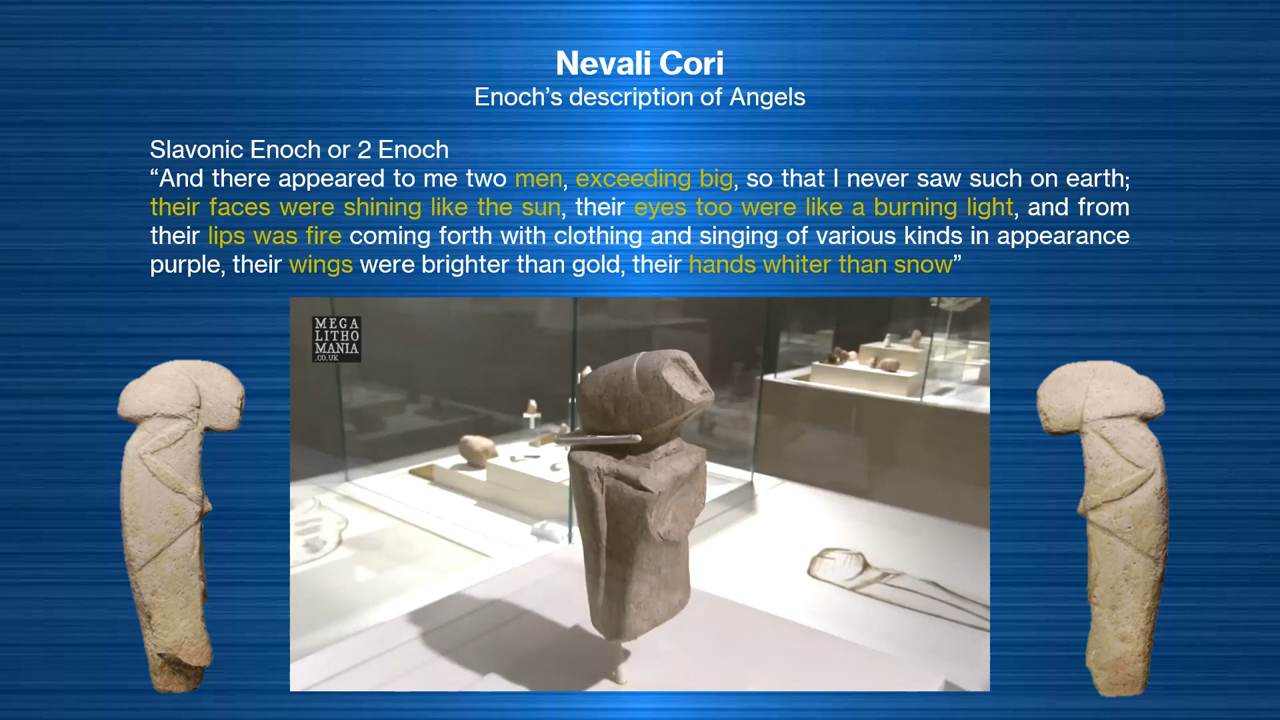 Nevali Cori
Enoch’s description of Angels
Slavonic Enoch or 2 Enoch
“And there appeared to me two men, exceeding big, so that I never saw such on earth;
their faces were shining like the sun, their eyes too were like a burning light, and from
their lips was fire coming forth with clothing and singing of various kinds in appearance
purple, their wings were brighter than gold, their hands whiter than snow”
MEGA
LITHO
MANIA
.CO.UK